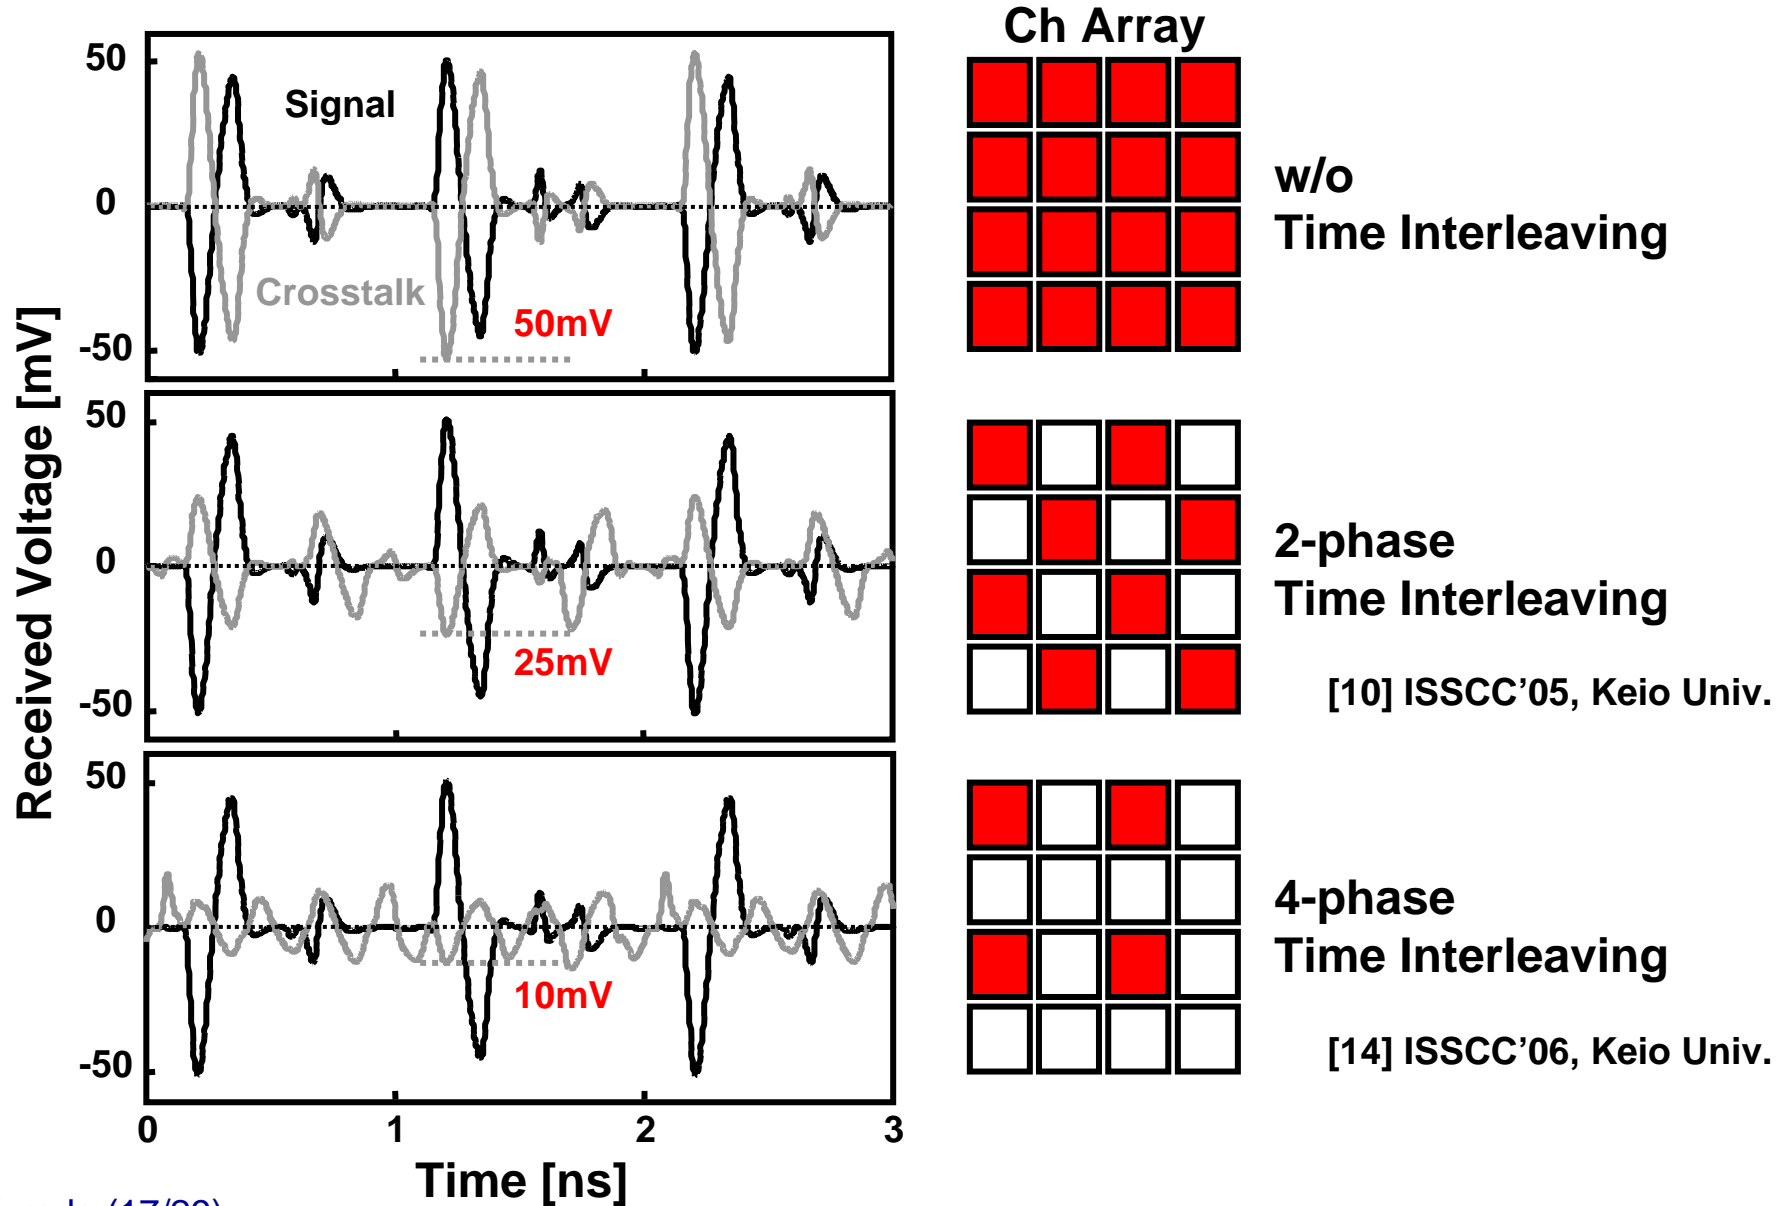 Ch Array
50
Signal
0
Crosstalk
50mV
-50
w/o
Time Interleaving
Received Voltage [mV]
50
0
25mV
-50
2-phase
Time Interleaving
[10] ISSCC’05, Keio Univ.
50
0
10mV
-50
4-phase
Time Interleaving
[14] ISSCC’06, Keio Univ.
0 1 2 3
Time [ns]